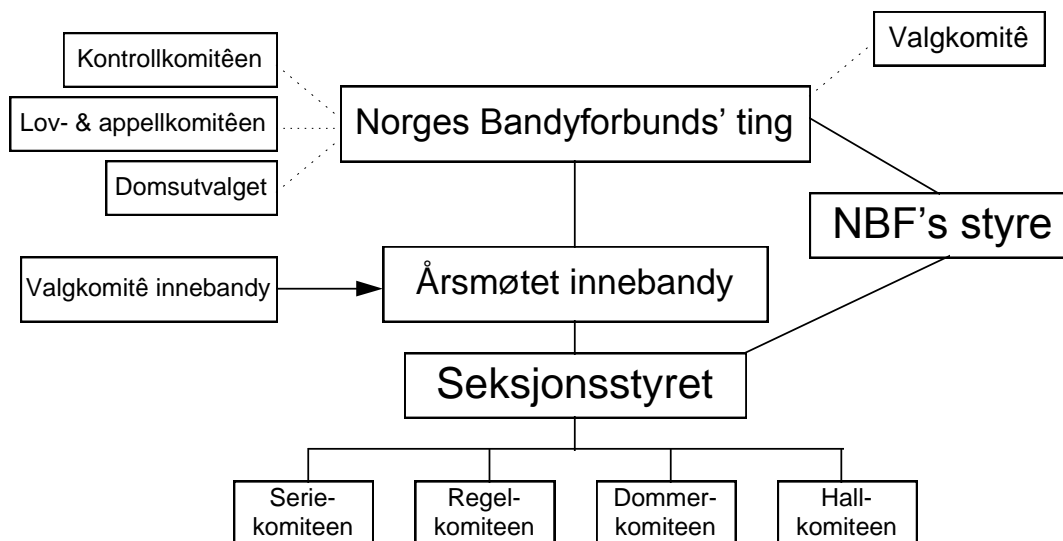 Kontrollkomitêen
Valgkomitê
Lov- & appellkomitêen
Norges Bandyforbunds’ ting
Domsutvalget
NBF’s styre
Valgkomitê innebandy
Årsmøtet innebandy
Seksjonsstyret
Serie-
komiteen
Regel-
komiteen
Dommer-
komiteen
Hall-
komiteen